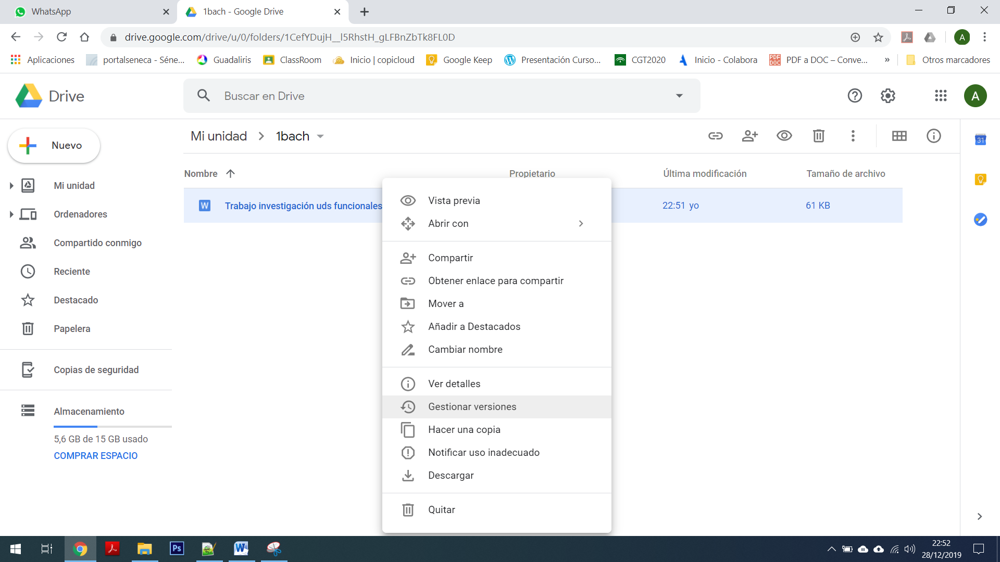 WhatsApp
1bach - Google Drive
drive.google.com/drive/u/0/folders/1CefYDujH__l5RhstH_gLFBnZbTk8FL0D
A
Aplicaciones
portalseneca - Séne...
Guadaliris
ClassRoom
Inicio | copicloud
Google Keep
Presentación Curso...
CGT2020
Inicio - Colabora
PDF DOC
PDF a DOC – Conve...
»
Otros marcadores
Drive
Buscar en Drive
A
Nuevo
Mi unidad > 1bach
31
Mi unidad
Ordenadores
Compartido conmigo
Reciente
Destacado
Papelera
Copias de seguridad
Almacenamiento
5,6 GB de 15 GB usado
COMPRAR ESPACIO
Nombre
Propietario
Última modificación
Tamaño de archivo
W
Trabajo investigación uds funcionales
22:51 yo
61 KB
Vista previa
Abrir con
Compartir
Obtener enlace para compartir
Mover a
Añadir a Destacados
Cambiar nombre
Ver detalles
Gestionar versiones
Hacer una copia
Notificar uso inadecuado
Descargar
Quitar
Ps
W
22:52
28/12/2019